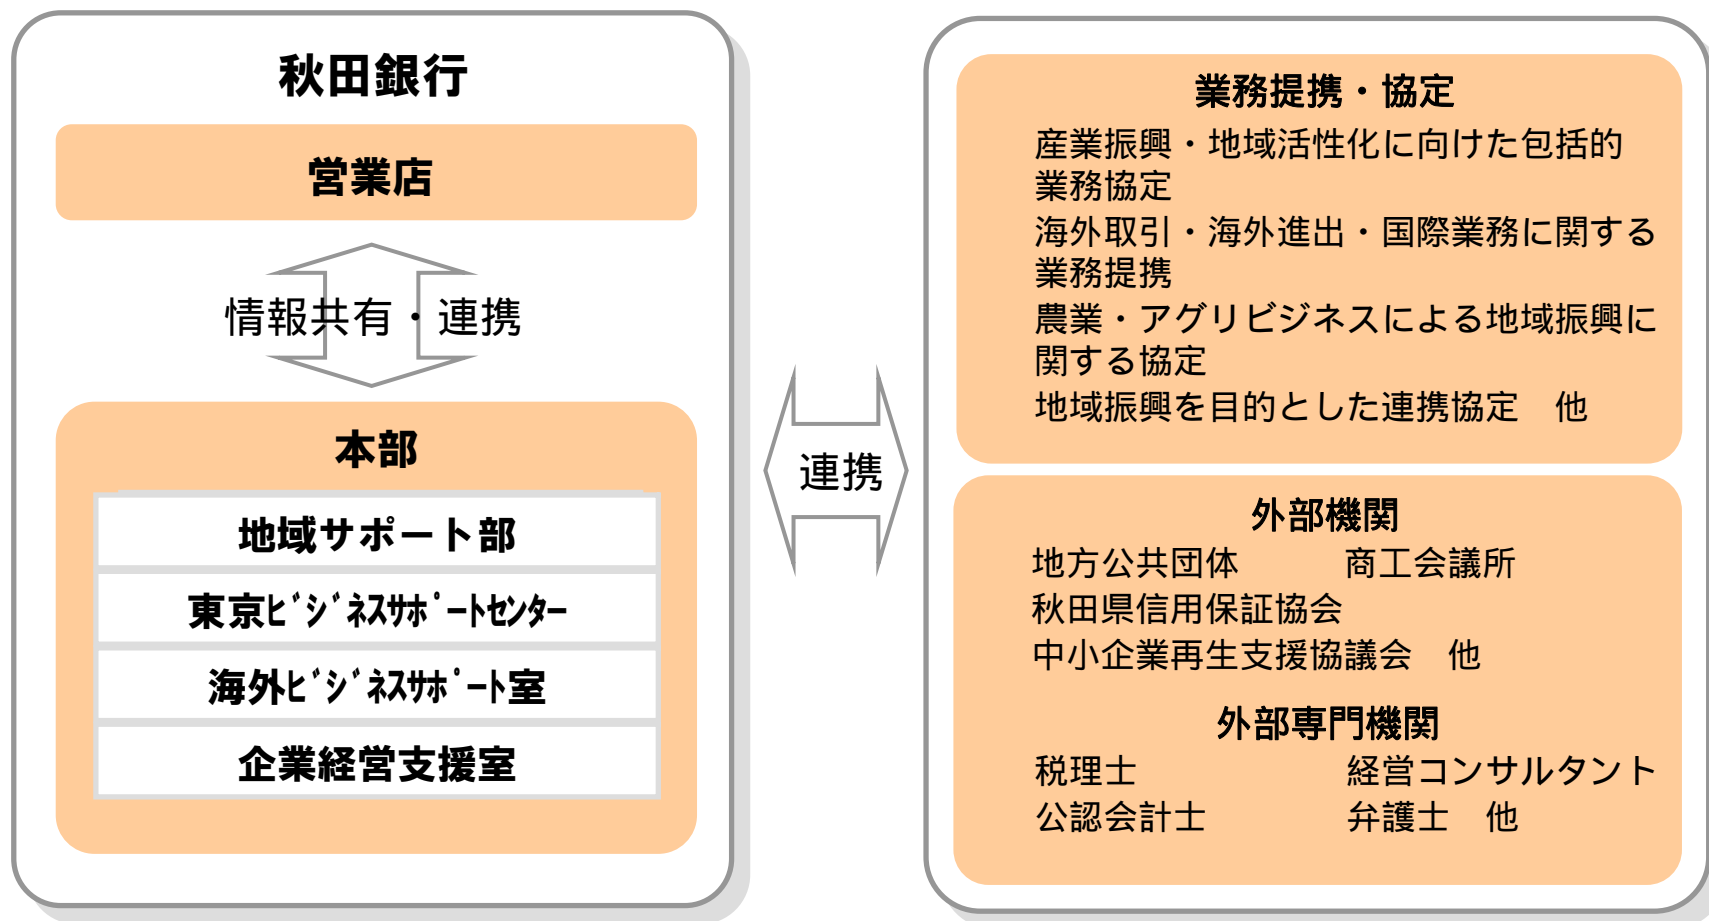 秋田銀行
営業店
情報共有・連携
本部
地域サポート部
東京ﾋﾞｼﾞﾈｽｻﾎﾟｰﾄｾﾝﾀｰ
海外ﾋﾞｼﾞﾈｽｻﾎﾟｰﾄ室
企業経営支援室
連携
業務提携・協定
産業振興・地域活性化に向けた包括的
業務協定
海外取引・海外進出・国際業務に関する
業務提携
農業・アグリビジネスによる地域振興に
関する協定
地域振興を目的とした連携協定　他
外部機関
地方公共団体　　　商工会議所
秋田県信用保証協会
中小企業再生支援協議会　他
外部専門機関
税理士　　　　　　経営コンサルタント
公認会計士　　　　弁護士　他